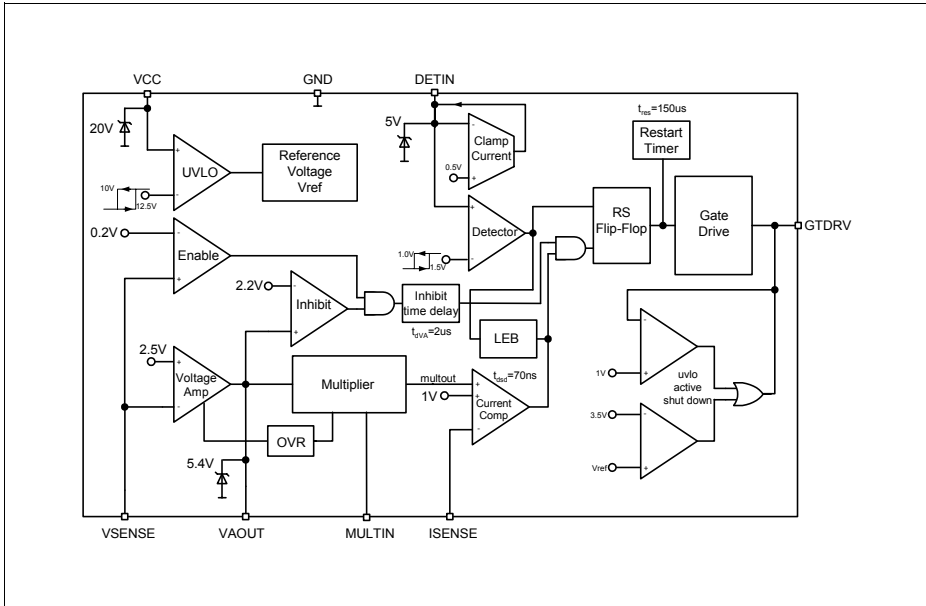 VCC
GND
DETIN
20V
UVLO
Reference
Voltage
Vref
10V
12.5V
5V
Clamp
Current
0.5V
tres=150us
Restart
Timer
0.2V
Enable
Detector
1.0V
1.5V
RS
Flip-Flop
Gate
Drive
GTDRV
2.2V
Inhibit
Inhibit
time delay
tdVA=2us
LEB
2.5V
Voltage
Amp
Multiplier
multout
tdsd=70ns
1V
Current
Comp
OVR
5.4V
1V
uvlo
active
shut down
3.5V
Vref
VSENSE
VAOUT
MULTIN
ISENSE